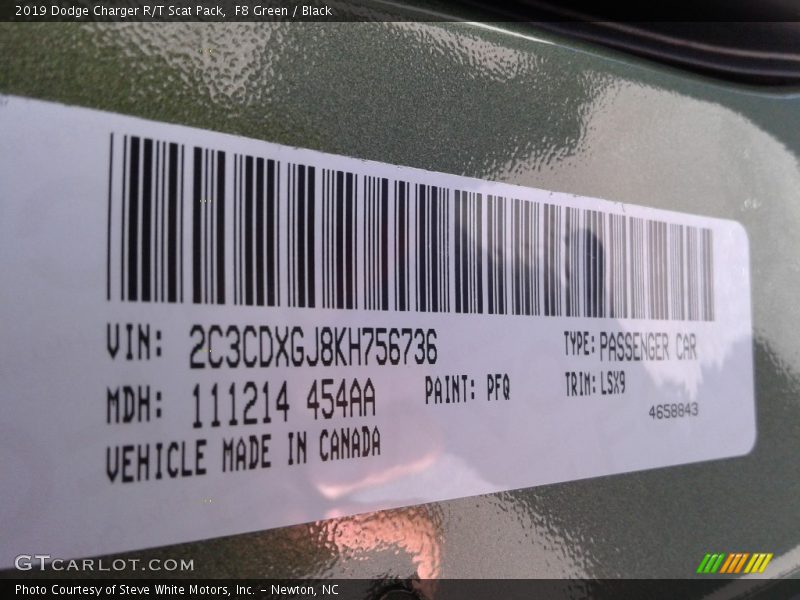 2019 Dodge Charger R/T Scat Pack, F8 Green / Black
VIN: 2C3CDXGJ8KH756736 TYPE: PASSENGER CAR
MDH: 111214 454AA PAINT: PFQ TRIM: LSX9
4658843
VEHICLE MADE IN CANADA
GTCARLOT.COM
Photo Courtesy of Steve White Motors, Inc. – Newton, NC